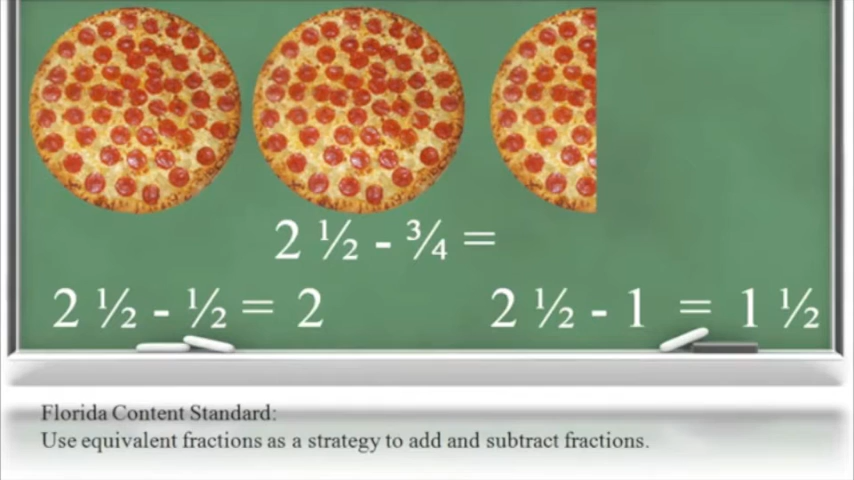 2 ½ - ¾ =
2 ½ - ½ = 2
2 ½ - 1 = 1 ½
Florida Content Standard:
Use equivalent fractions as a strategy to add and subtract fractions.